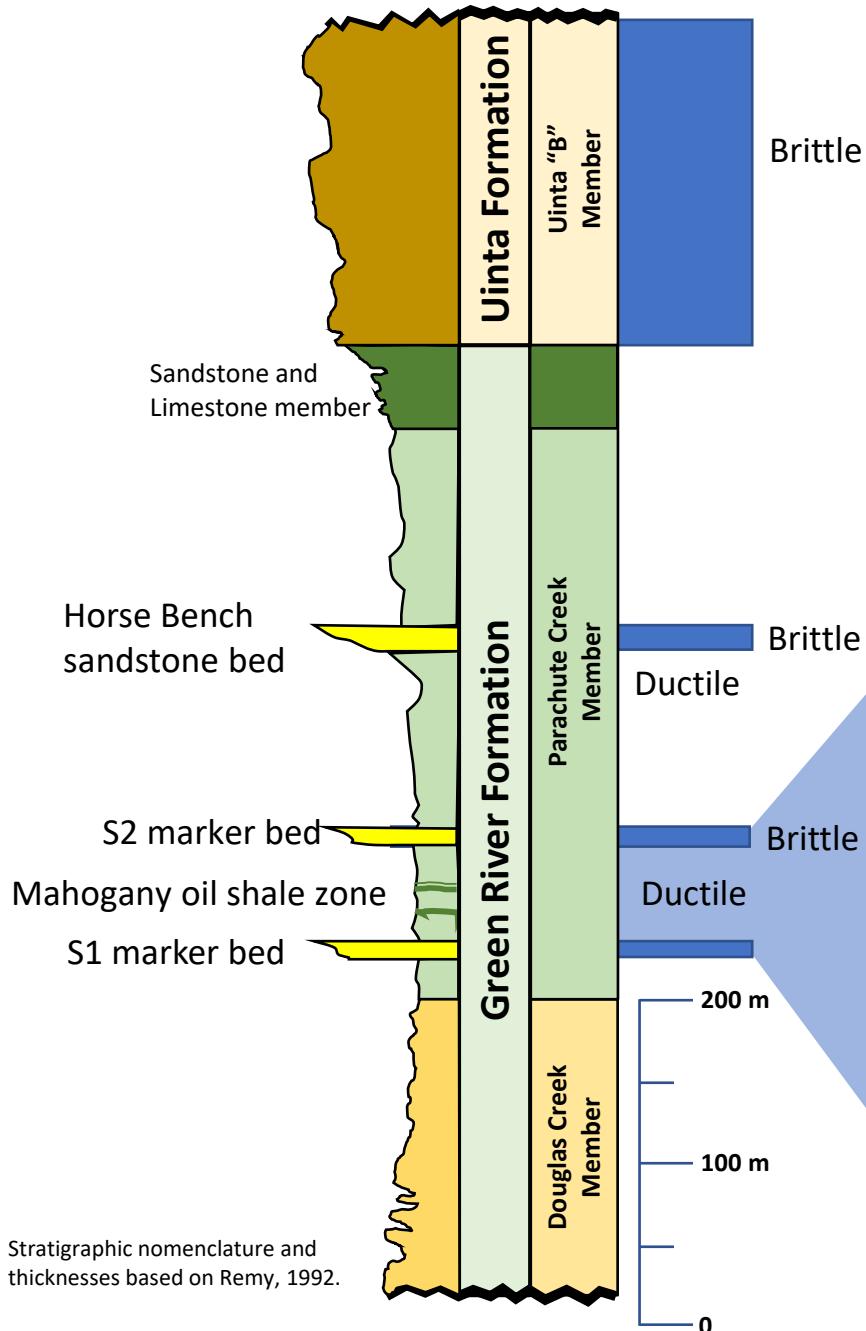 Uinta Formation
Uinta “B”
Member
Brittle
Sandstone and
Limestone member
Green River Formation
Parachute Creek
Member
Horse Bench
sandstone bed
Brittle
Ductile
S2 marker bed
Brittle
Mahogany oil shale zone
Ductile
S1 marker bed
Douglas Creek
Member
200 m
100 m
0
Stratigraphic nomenclature and
thicknesses based on Remy, 1992.